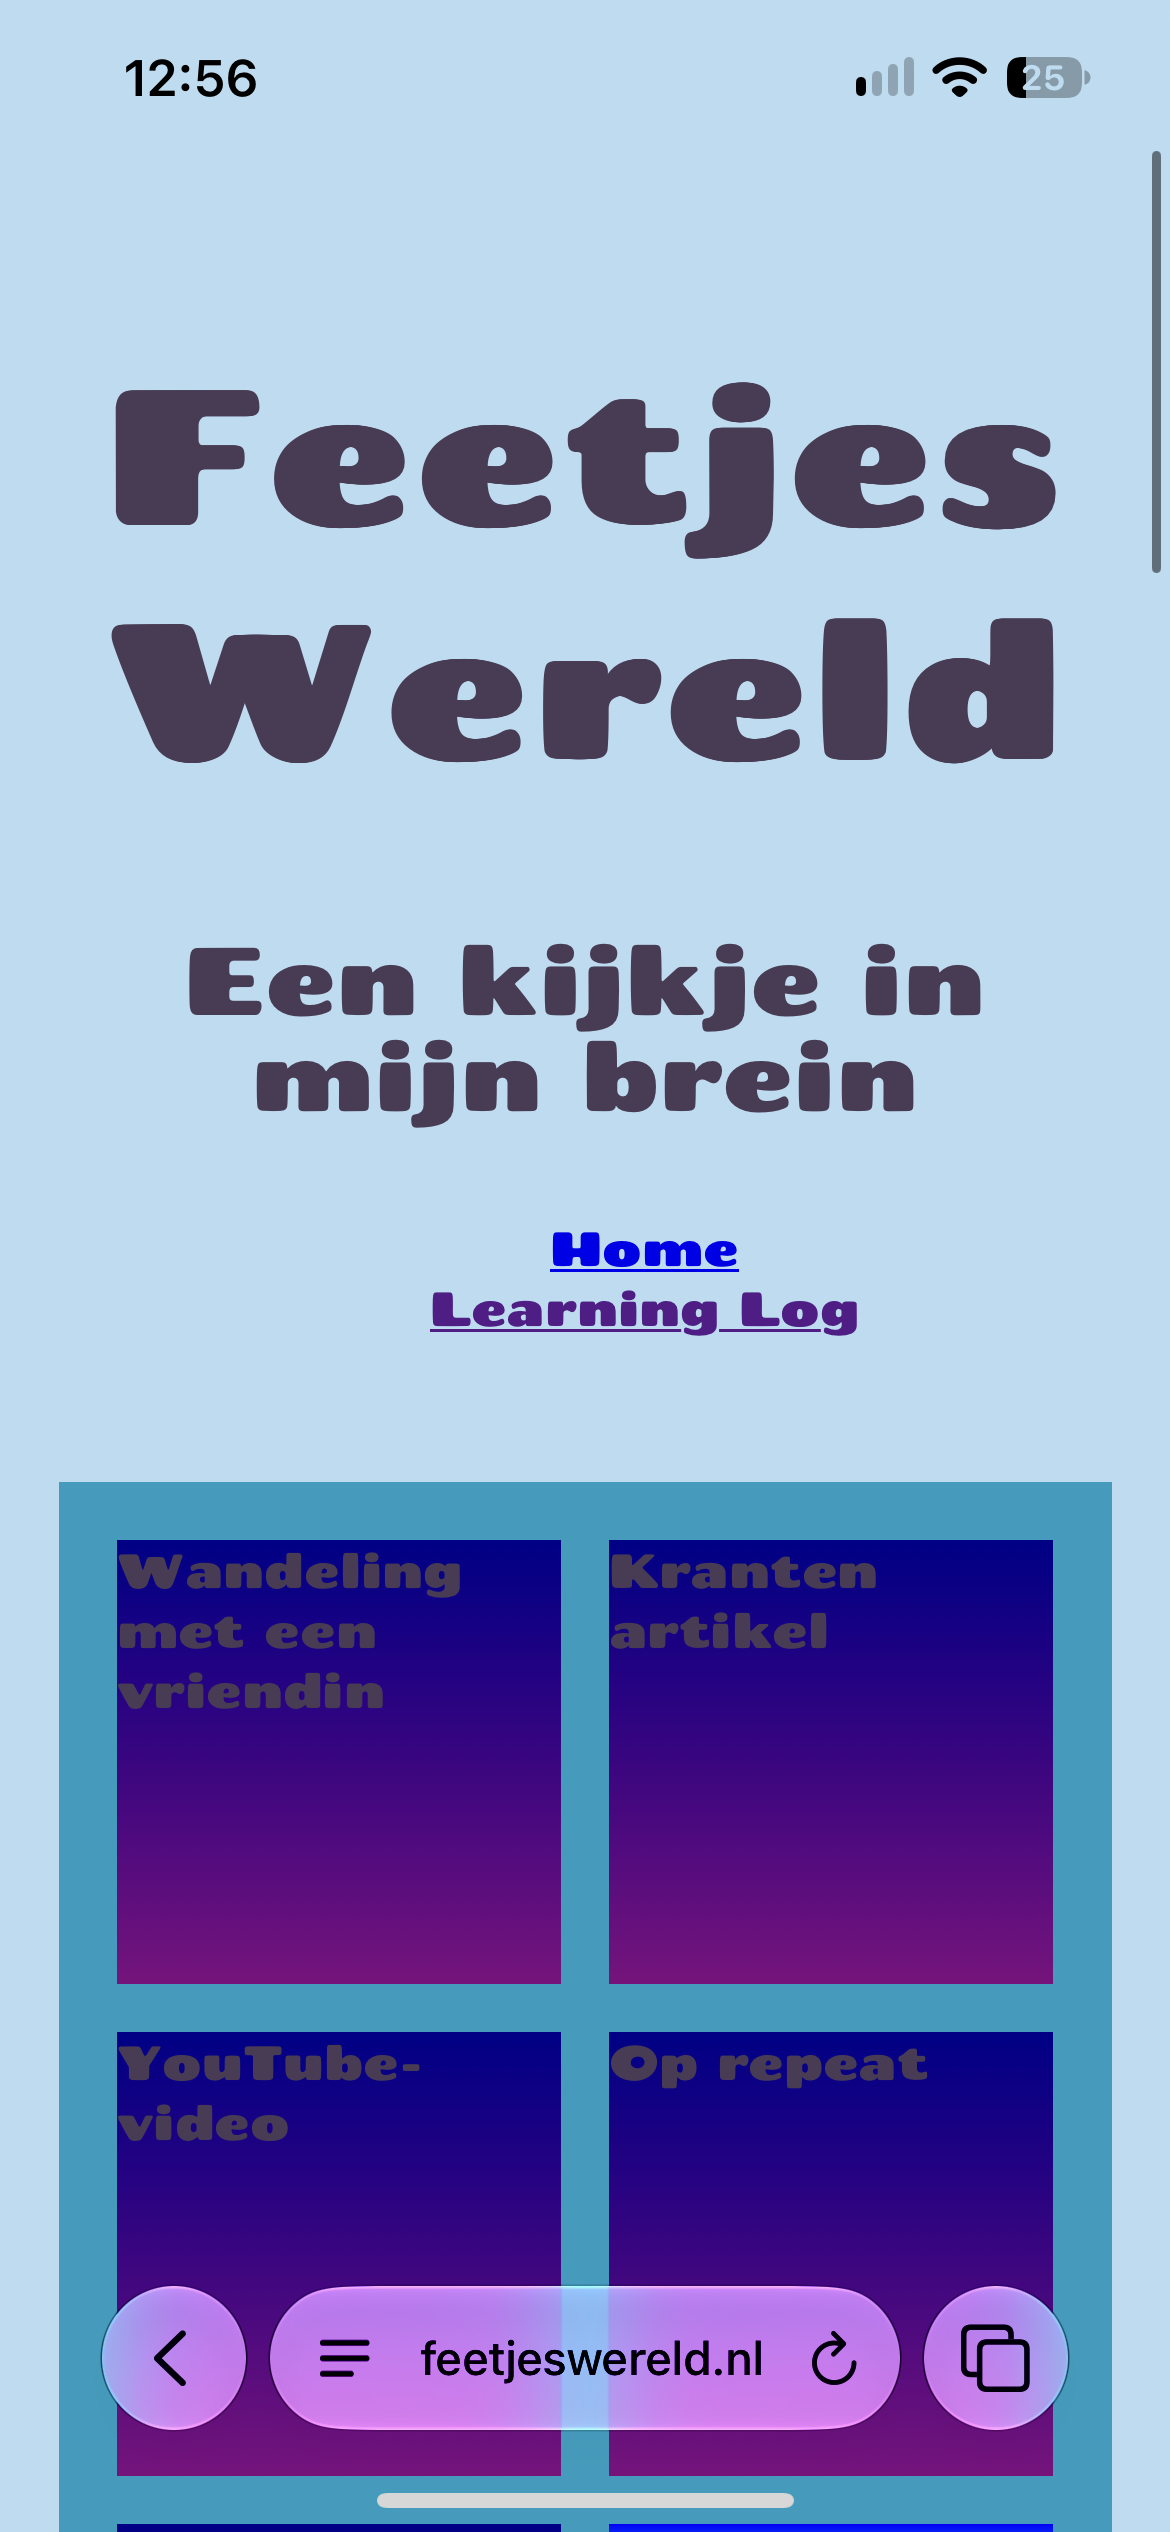 12:56
25
Feetjes
Wereld
Een kijkje in
mijn brein
Home
Learning Log
Wandeling
met een
vriendin
Kranten
artikel
YouTube-
video
Op repeat
feetjeswereld.nl